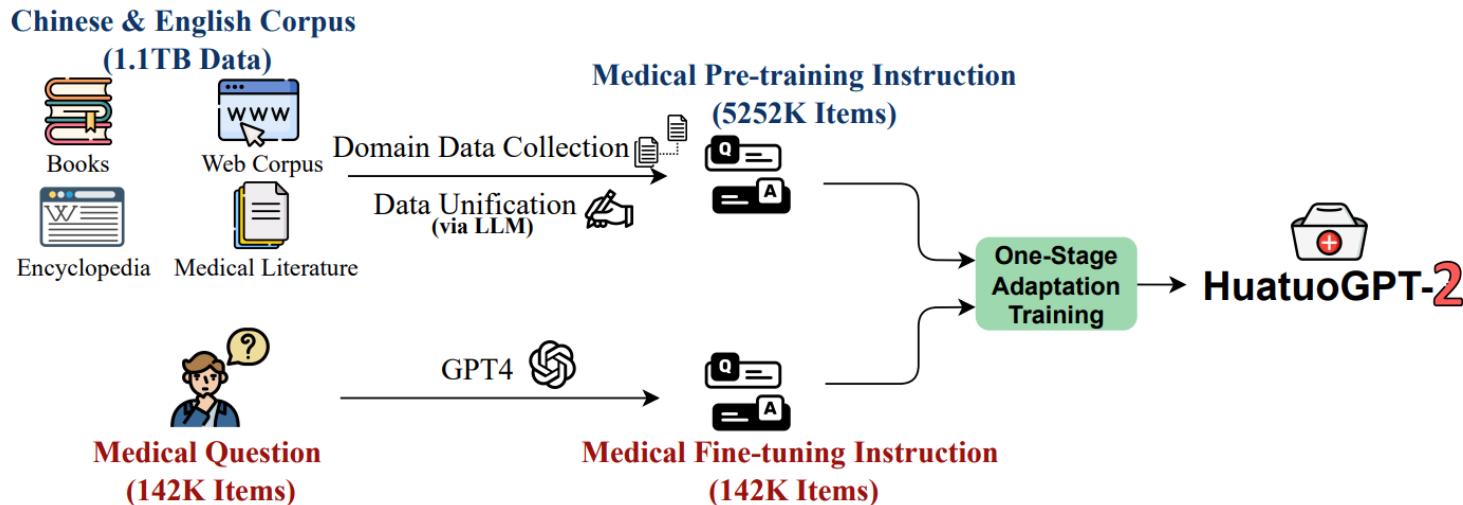 Chinese & English Corpus
(1.1TB Data)
Books
WWW
Web Corpus
W
Encyclopedia
Medical Literature
Domain Data Collection
Data Unification
(via LLM)
Medical Pre-training Instruction
(5252K Items)
Q
A
?
Medical Question
(142K Items)
GPT4
Q
A
Medical Fine-tuning Instruction
(142K Items)
One-Stage
Adaptation
Training
HuatuoGPT-2